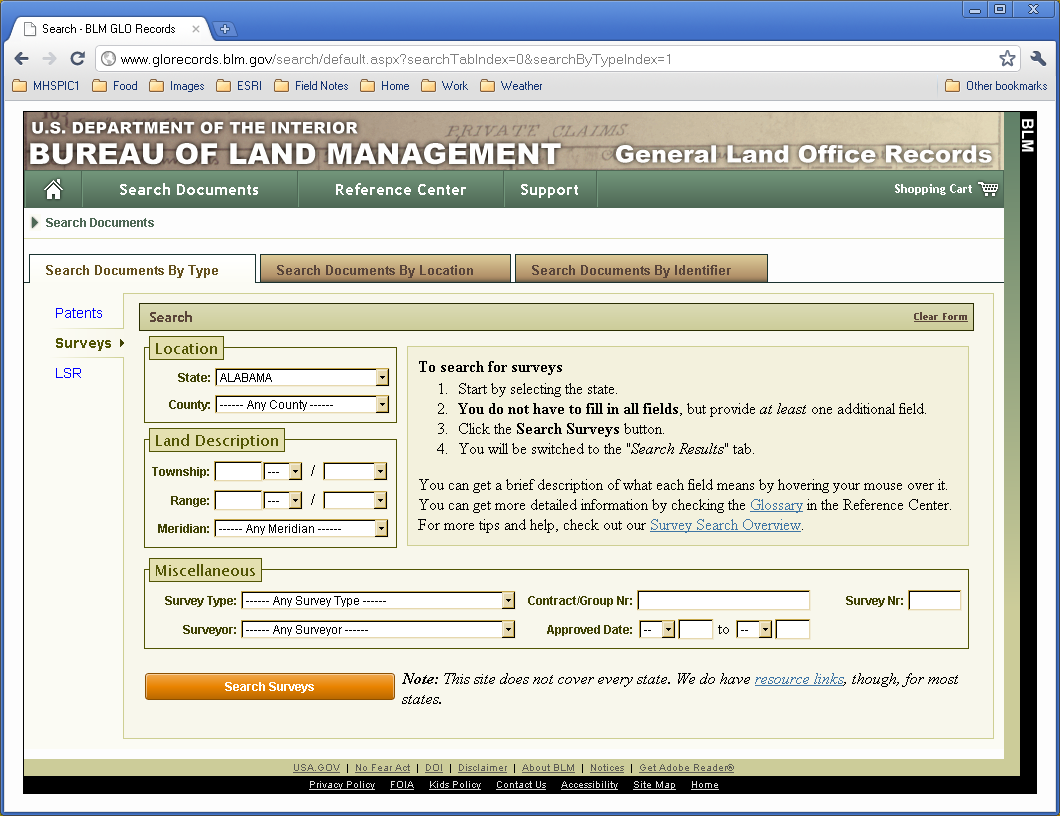 Search - BLM GLO Records
www.glorecords.blm.gov/search/default.aspx?searchTabIndex=0&searchByTypeIndex=1
MHSPIC1 Food Images ESRI Field Notes Home Work Weather Other bookmarks
PRIVATE CLAIMS
U.S. DEPARTMENT OF THE INTERIOR
BUREAU OF LAND MANAGEMENT General Land Office Records
BLM
Search Documents Reference Center Support Shopping Cart
Search Documents
Search Documents By Type Search Documents By Location Search Documents By Identifier
Patents
Surveys
LSR
Search Clear Form
Location
State: ALABAMA
County: ------ Any County ------
Land Description
Township: --- /
Range: --- /
Meridian: ------ Any Meridian ------
To search for surveys
1. Start by selecting the state.
2. You do not have to fill in all fields, but provide at least one additional field.
3. Click the Search Surveys button.
4. You will be switched to the "Search Results" tab.
You can get a brief description of what each field means by hovering your mouse over it.
You can get more detailed information by checking the Glossary in the Reference Center.
For more tips and help, check out our Survey Search Overview.
Miscellaneous
Survey Type: ------ Any Survey Type ------ Contract/Group Nr: Survey Nr:
Surveyor: ------ Any Surveyor ------ Approved Date: -- to --
Search Surveys
Note: This site does not cover every state. We do have resource links, though, for most
states.
USA.GOV | No Fear Act | DOI | Disclaimer | About BLM | Notices | Get Adobe Reader®
Privacy Policy FOIA Kids Policy Contact Us Accessibility Site Map Home